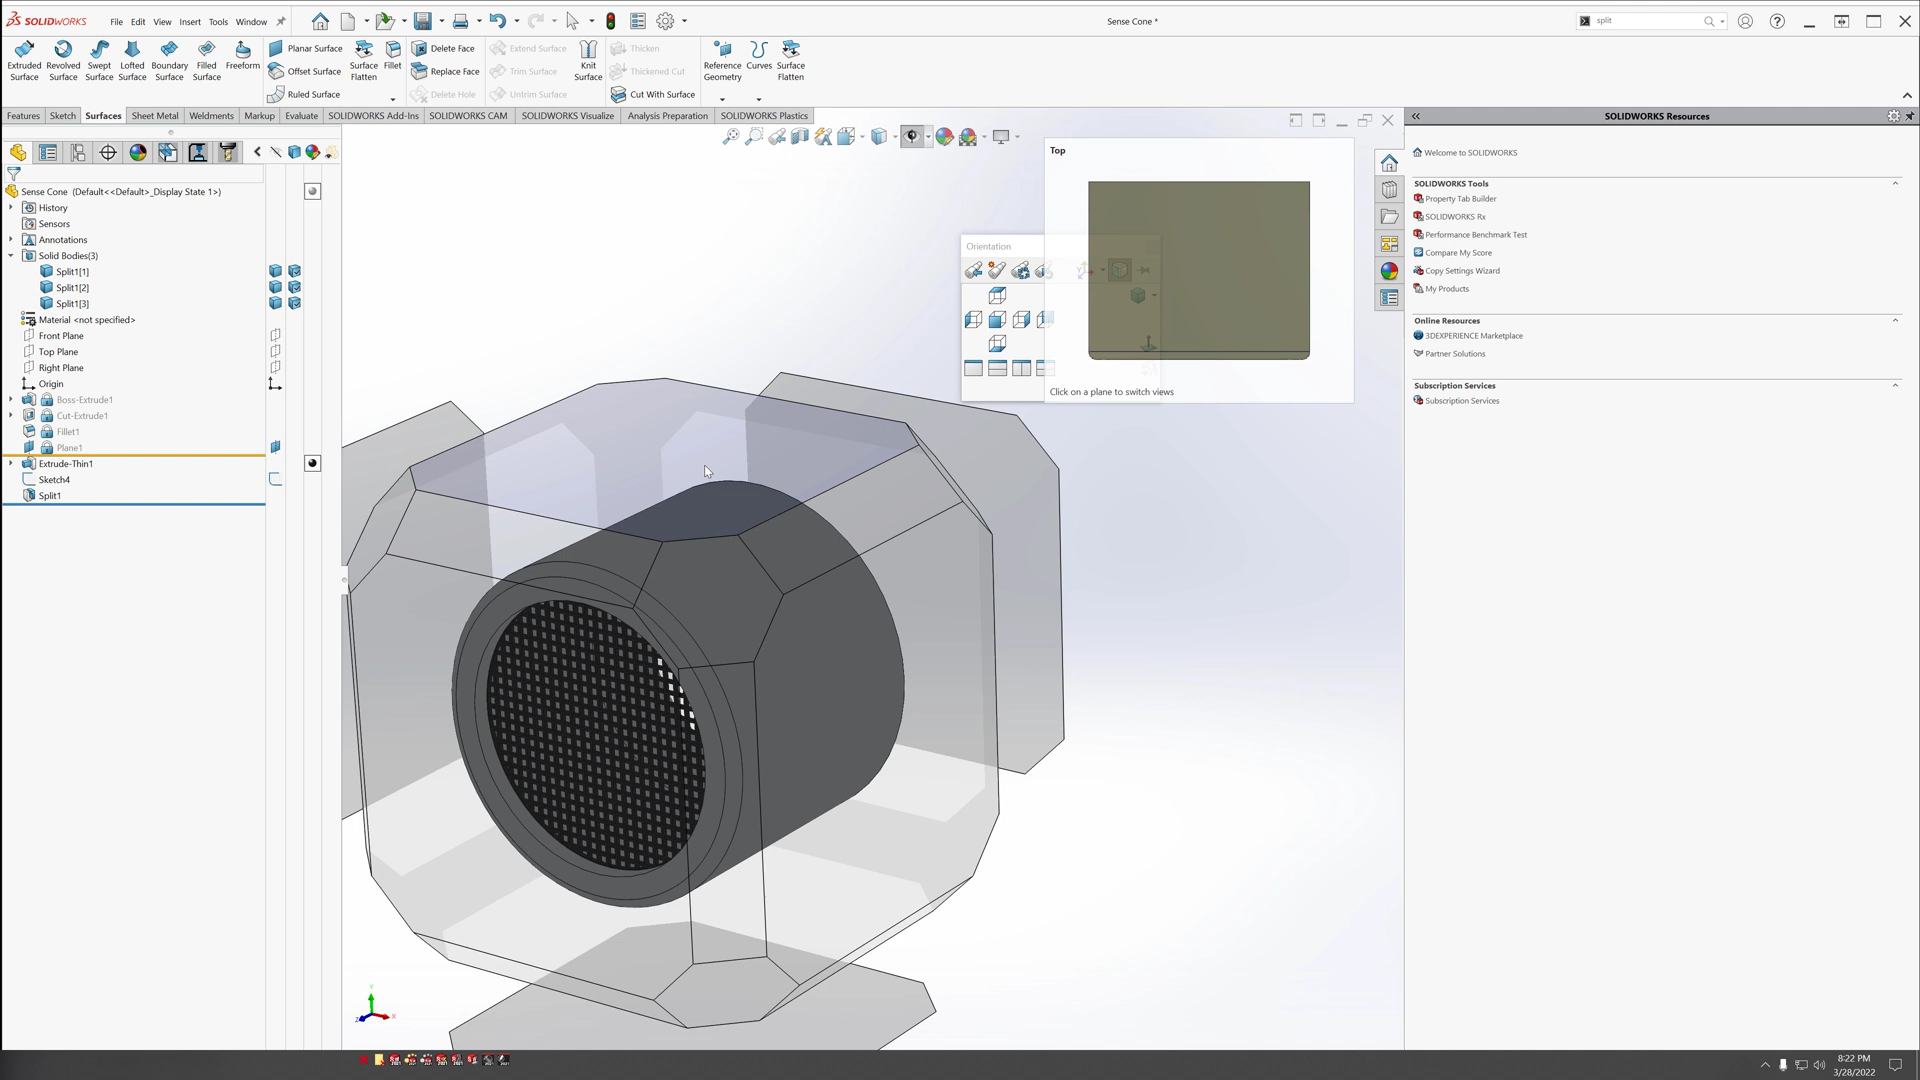 SOLIDWORKS File Edit View Insert Tools Window
Sense Cone *
split
Extruded Surface
Revolved Surface
Swept Surface
Lofted Surface
Boundary Surface
Filled Surface
Freeform
Planar Surface
Offset Surface
Ruled Surface
Surface Flatten
Fillet
Delete Face
Replace Face
Delete Hole
Extend Surface
Trim Surface
Untrim Surface
Knit Surface
Thicken
Thickened Cut
Cut With Surface
Reference Geometry
Curves
Surface Flatten
Features Sketch Surfaces Sheet Metal Weldments Markup Evaluate SOLIDWORKS Add-Ins SOLIDWORKS CAM SOLIDWORKS Visualize Analysis Preparation SOLIDWORKS Plastics
Sense Cone (Default<<Default>_Display State 1>)
History
Sensors
Annotations
Solid Bodies(3)
Split1[1]
Split1[2]
Split1[3]
Material <not specified>
Front Plane
Top Plane
Right Plane
Origin
Boss-Extrude1
Cut-Extrude1
Fillet1
Plane1
Extrude-Thin1
Sketch4
Split1
Orientation
Top
Click on a plane to switch views
SOLIDWORKS Resources
Welcome to SOLIDWORKS
SOLIDWORKS Tools
Property Tab Builder
SOLIDWORKS Rx
Performance Benchmark Test
Compare My Score
Copy Settings Wizard
My Products
Online Resources
3DEXPERIENCE Marketplace
Partner Solutions
Subscription Services
Subscription Services
Y
X
Z
8:22 PM
3/28/2022